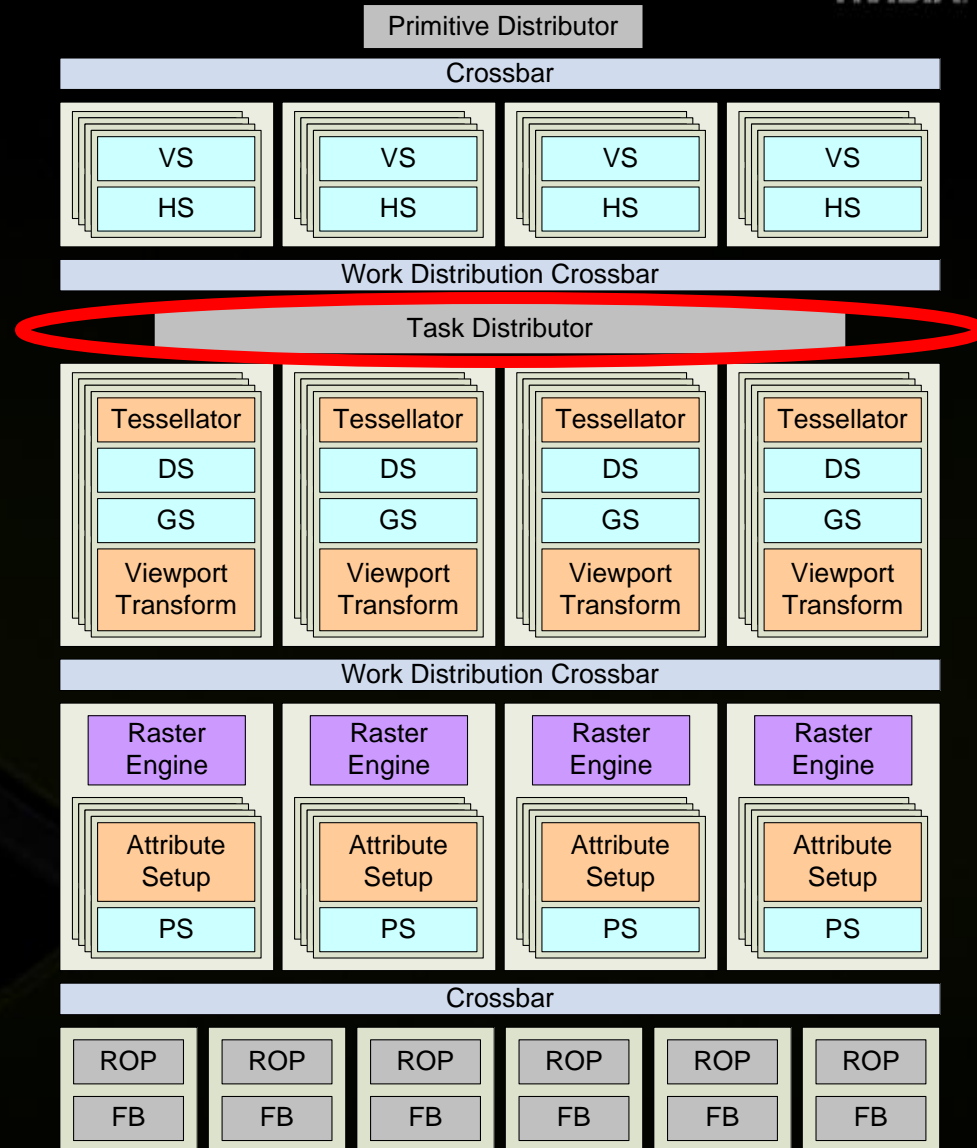 Primitive Distributor
Crossbar
VS VS VS VS
HS HS HS HS
Work Distribution Crossbar
Task Distributor
Tessellator Tessellator Tessellator Tessellator
DS DS DS DS
GS GS GS GS
Viewport Viewport Viewport Viewport
Transform Transform Transform Transform
Work Distribution Crossbar
Raster Raster Raster Raster
Engine Engine Engine Engine
Attribute Attribute Attribute Attribute
Setup Setup Setup Setup
PS PS PS PS
Crossbar
ROP ROP ROP ROP ROP ROP
FB FB FB FB FB FB